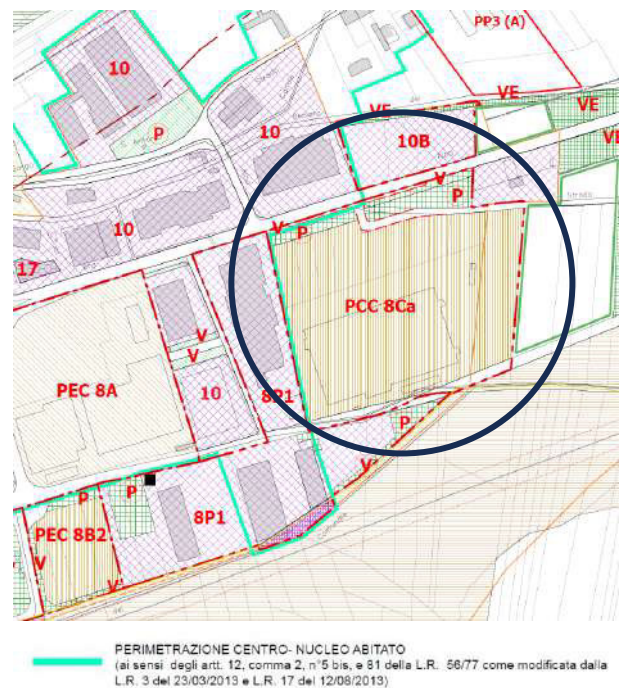 PP3 (A)
10
VE
VE
VE
P
10
10B
VE
V
P
10
V
P
17
PCC 8Ca
V
V
PEC 8A
10
8P1
P
P
P
V
8P1
PEC 8B2
V
V
PERIMETRAZIONE CENTRO- NUCLEO ABITATO
(ai sensi degli artt. 12, comma 2, n°5 bis, e 81 della L.R. 56/77 come modificata dalla
L.R. 3 del 23/03/2013 e L.R. 17 del 12/08/2013)